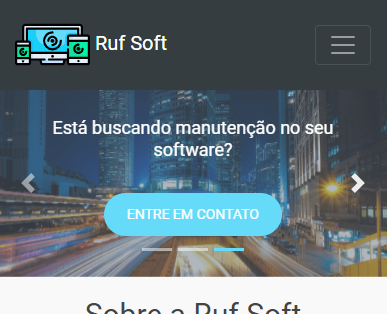 Ruf Soft
Está buscando manutenção no seu
software?
ENTRE EM CONTATO
Sobre a Ruf Soft